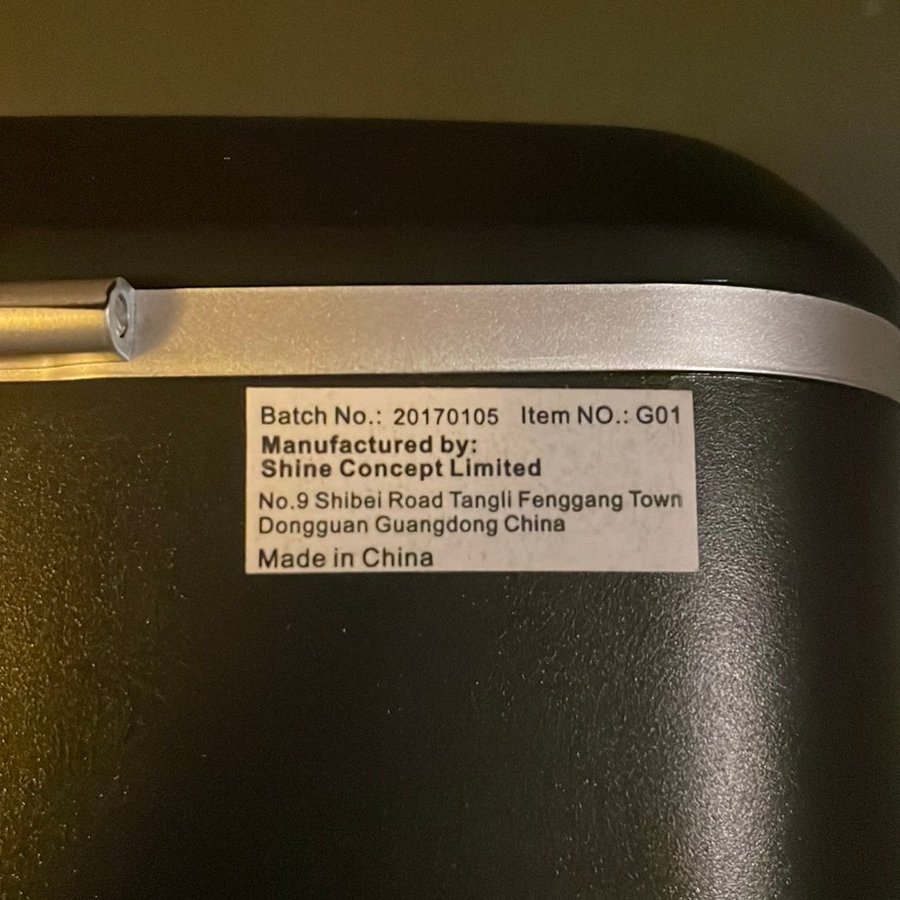 Batch No.: 20170105 Item NO.: G01
Manufactured by:
Shine Concept Limited
No.9 Shibei Road Tangli Fenggang Town
Dongguan Guangdong China
Made in China